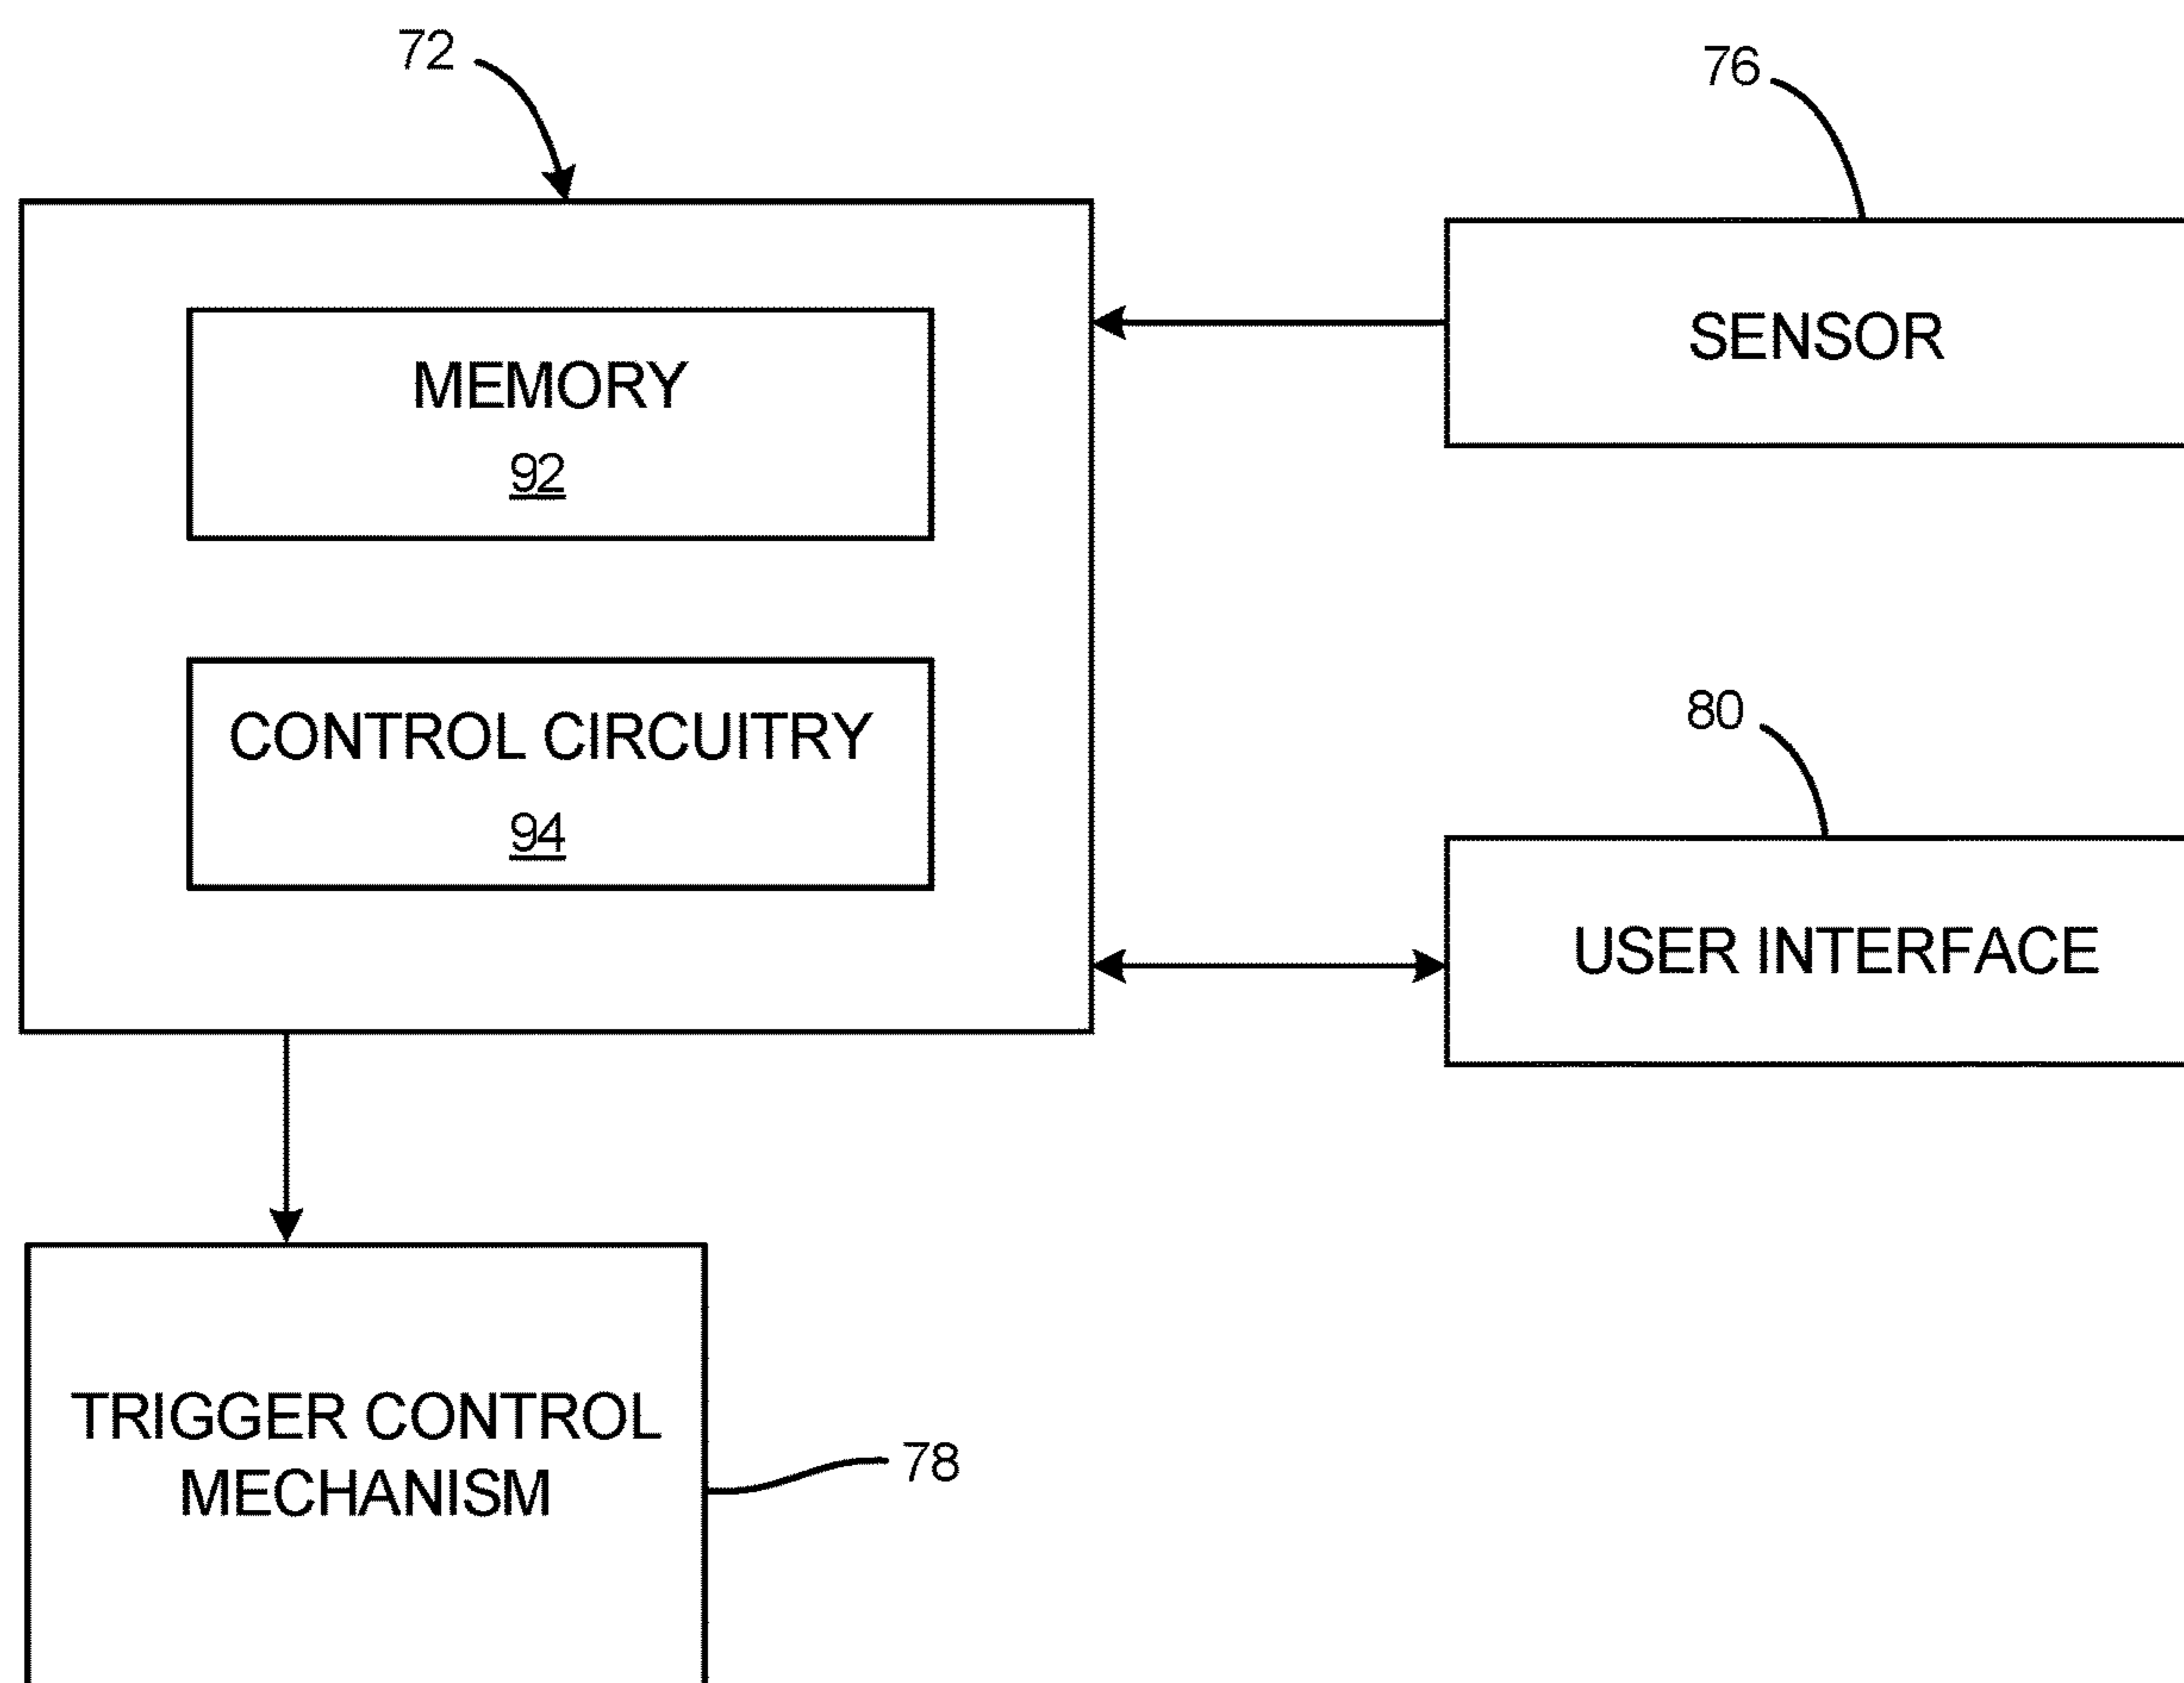 72
76
MEMORY
92
SENSOR
CONTROL CIRCUITRY
94
80
USER INTERFACE
TRIGGER CONTROL
MECHANISM
78